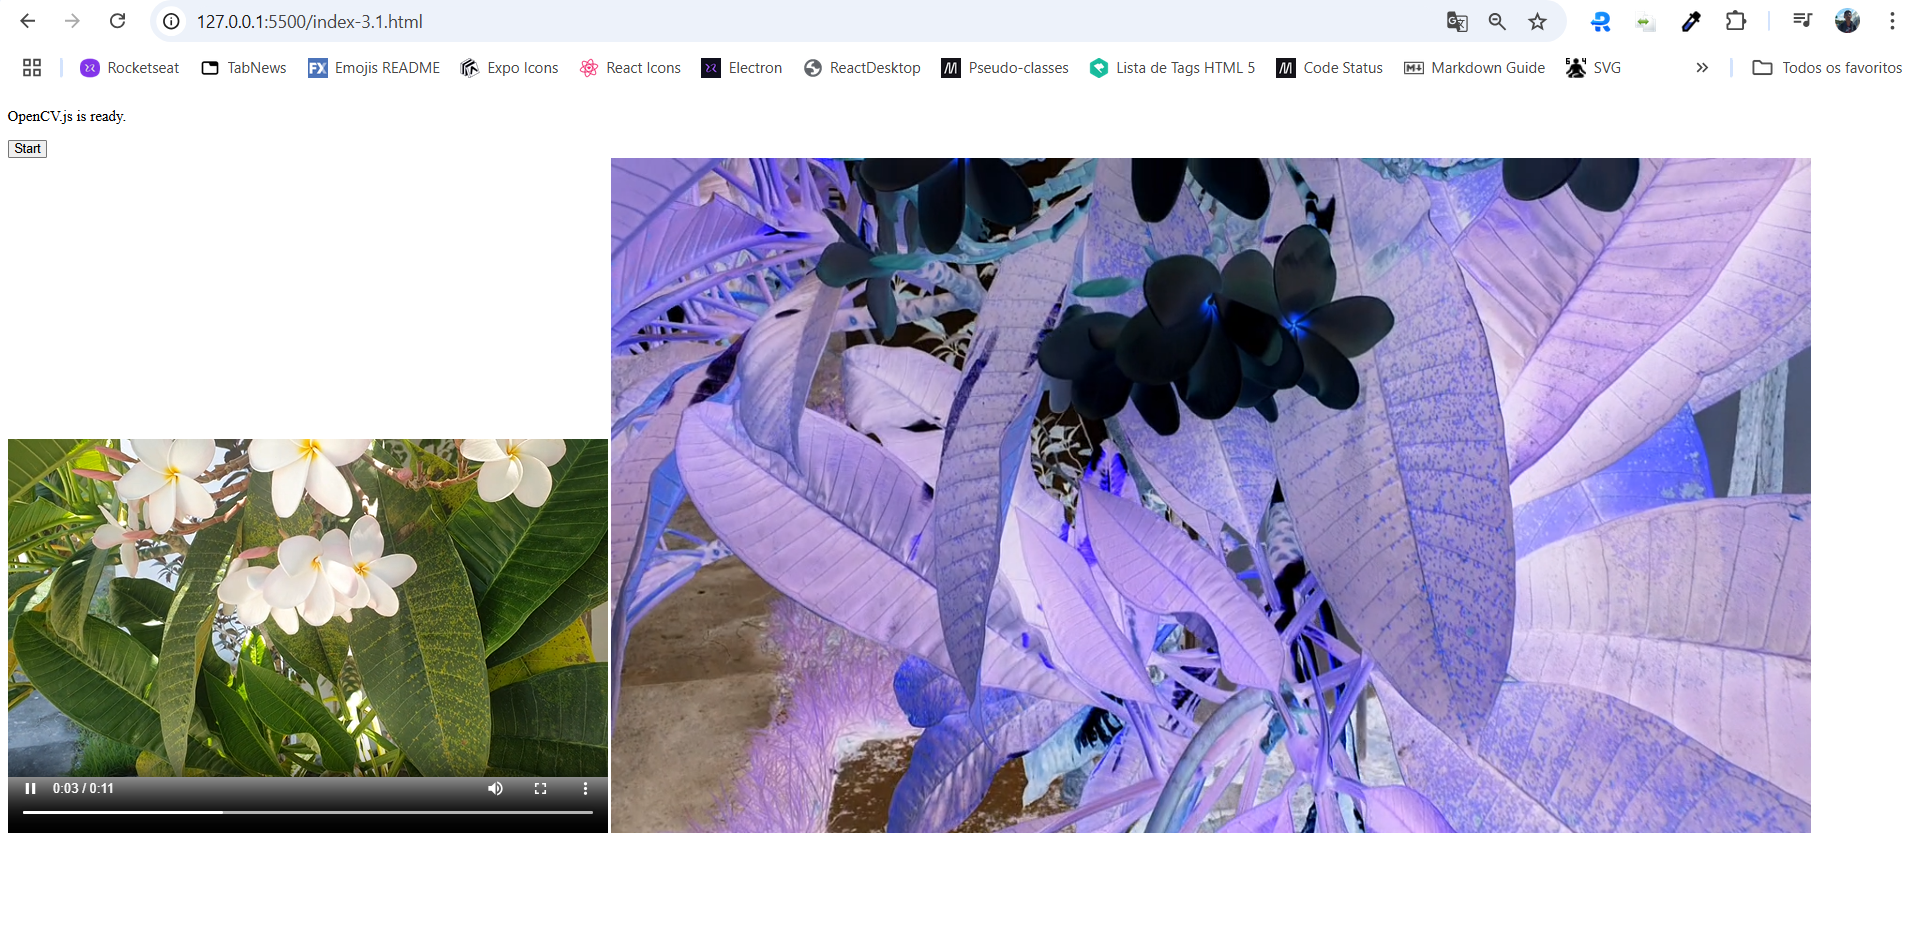 127.0.0.1:5500/index-3.1.html
Rocketseat TabNews FX Emojis README Expo Icons React Icons Electron ReactDesktop Pseudo-classes Lista de Tags HTML 5 Code Status Markdown Guide SVG Todos os favoritos
OpenCV.js is ready.
Start
0:03 / 0:11